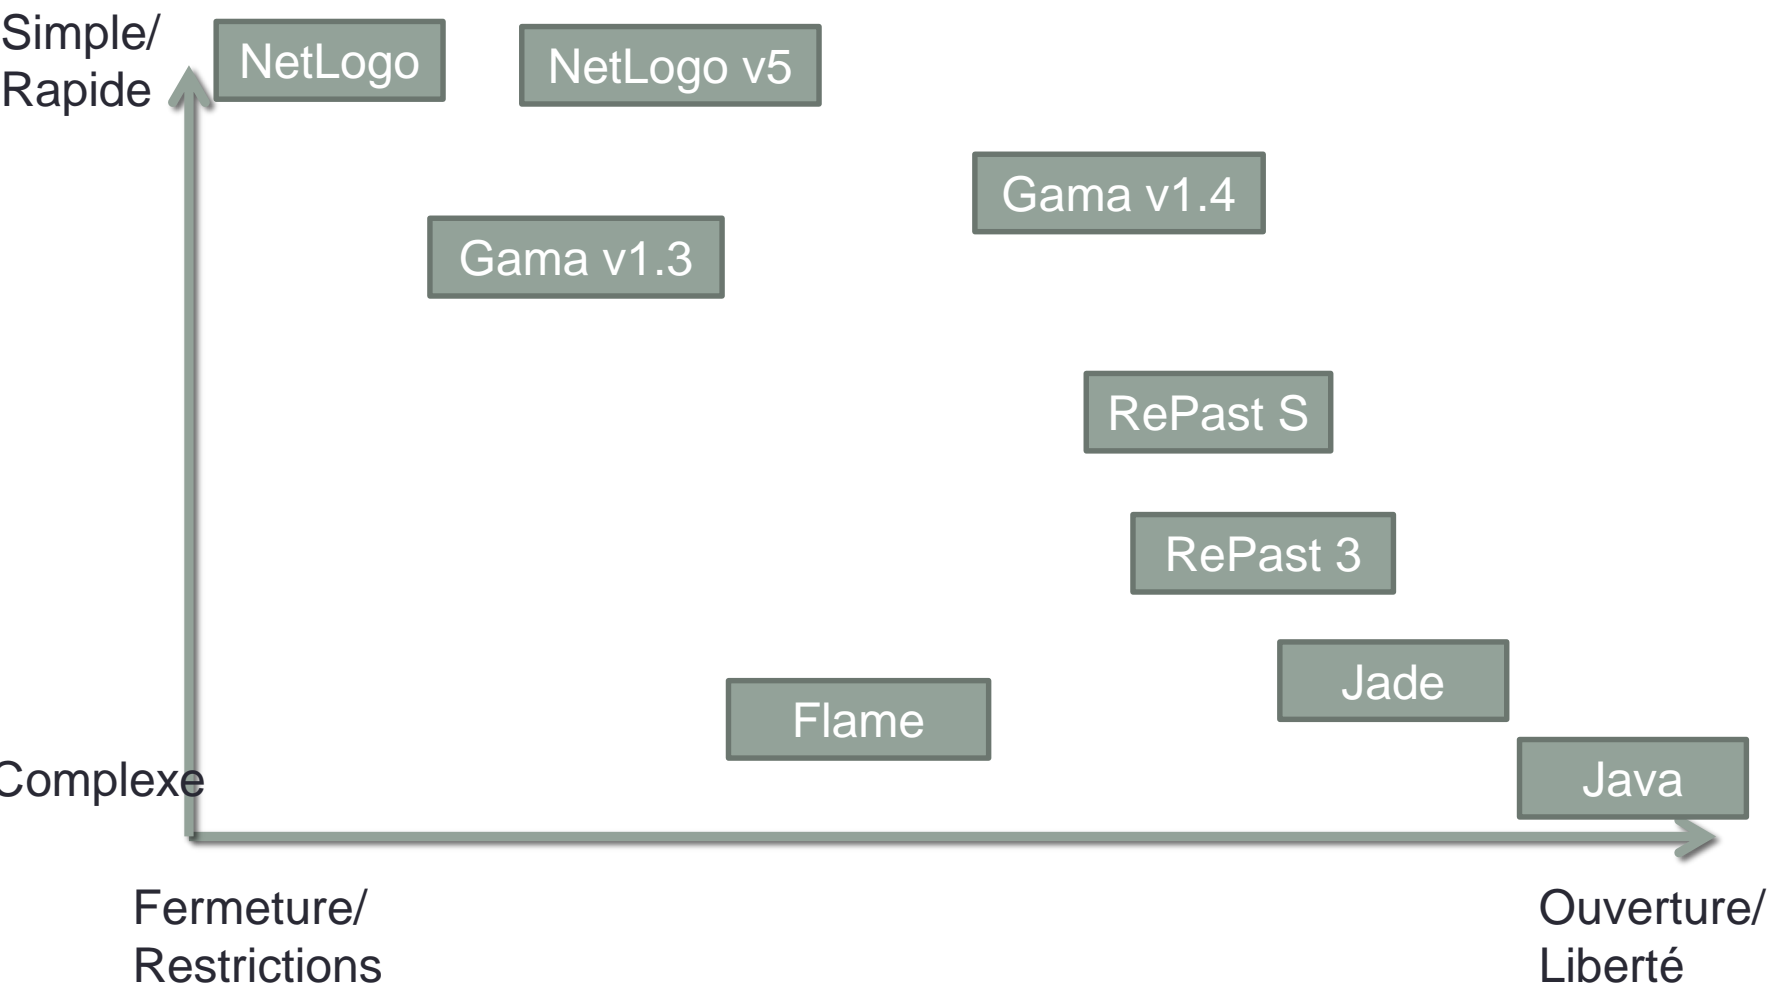 Simple/
Rapide
NetLogo
NetLogo v5
Gama v1.4
Gama v1.3
RePast S
RePast 3
Jade
Flame
Complexe
Java
Fermeture/
Restrictions
Ouverture/
Liberté